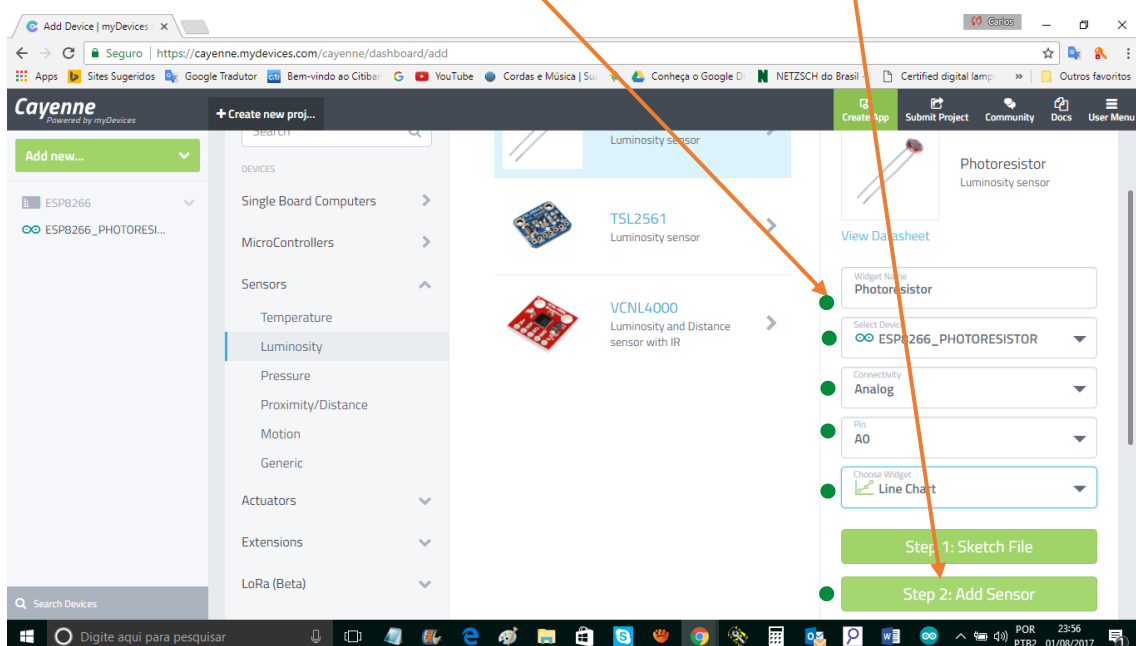 Add Device | myDevices
Carlos
Seguro | https://cayenne.mydevices.com/cayenne/dashboard/add
Apps
Sites Sugeridos
Google Tradutor
citi
Bem-vindo ao Citibar
YouTube
Cordas e Música | Su
Conheça o Google Dr
NETZSCH do Brasil -
Certified digital lamp
»
Outros favoritos
Cayenne
Powered by myDevices
+ Create new proj...
Create App
Submit Project
Community
Docs
User Menu
Add new...
ESP8266
ESP8266_PHOTORESI...
Search Devices
Search
DEVICES
Single Board Computers
MicroControllers
Sensors
Temperature
Luminosity
Pressure
Proximity/Distance
Motion
Generic
Actuators
Extensions
LoRa (Beta)
Luminosity sensor
TSL2561
Luminosity sensor
VCNL4000
Luminosity and Distance
sensor with IR
Photoresistor
Luminosity sensor
View Datasheet
Widget Name
Photoresistor
Select Device
ESP8266_PHOTORESISTOR
Connectivity
Analog
Pin
A0
Choose Widget
Line Chart
Step 1: Sketch File
Step 2: Add Sensor
Digite aqui para pesquisar
POR
PTB2
23:56
01/08/2017